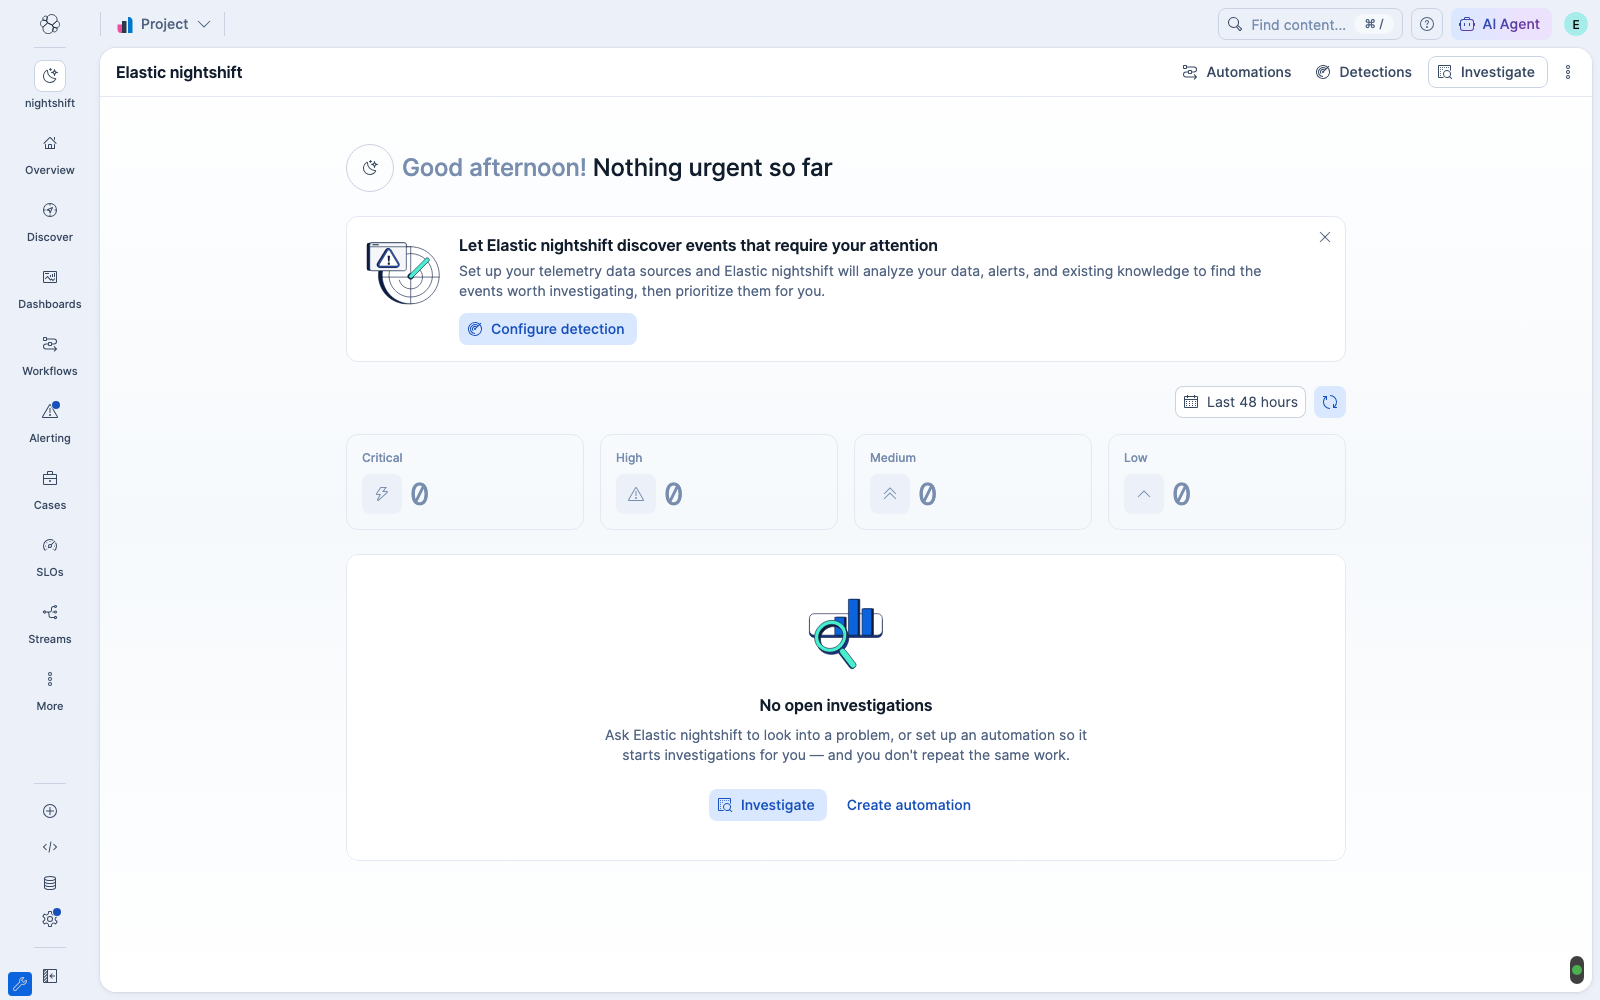 Project
Find content...
⌘ /
AI Agent
E
nightshift
Overview
Discover
Dashboards
Workflows
Alerting
Cases
SLOs
Streams
More
Elastic nightshift
Automations
Detections
Investigate
Good afternoon! Nothing urgent so far
Let Elastic nightshift discover events that require your attention
Set up your telemetry data sources and Elastic nightshift will analyze your data, alerts, and existing knowledge to find the
events worth investigating, then prioritize them for you.
Configure detection
Last 48 hours
Critical
0
High
0
Medium
0
Low
0
No open investigations
Ask Elastic nightshift to look into a problem, or set up an automation so it
starts investigations for you — and you don't repeat the same work.
Investigate
Create automation